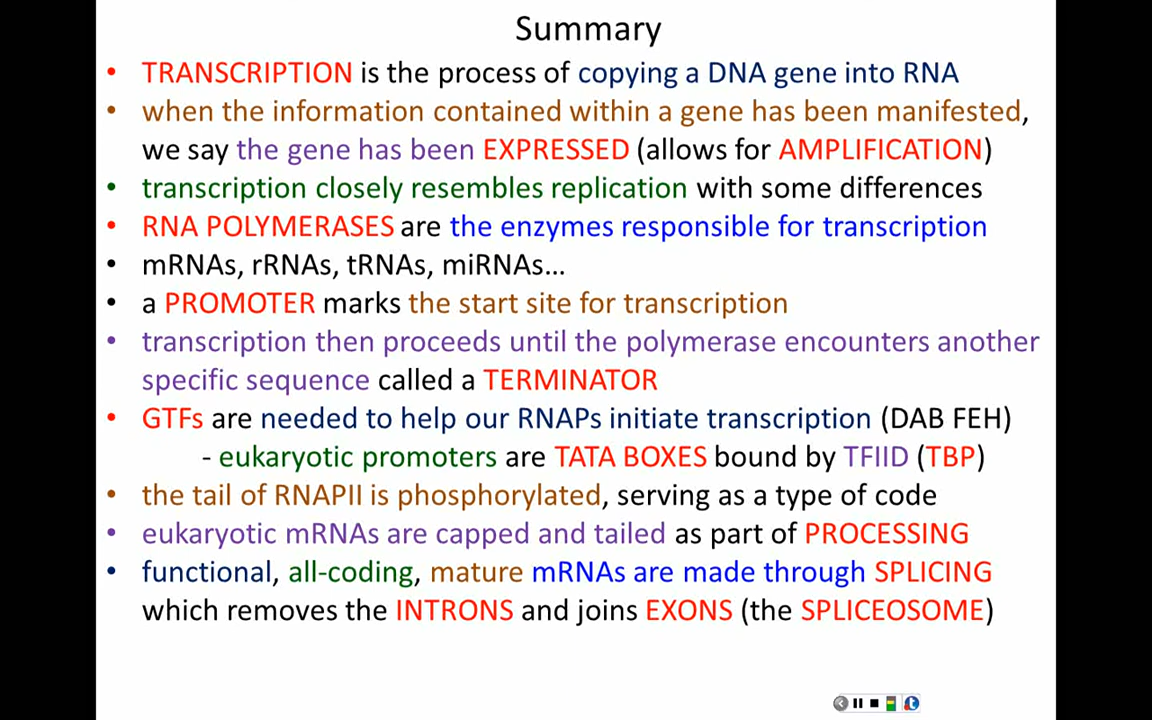 Summary
• TRANSCRIPTION is the process of copying a DNA gene into RNA
• when the information contained within a gene has been manifested,
we say the gene has been EXPRESSED (allows for AMPLIFICATION)
• transcription closely resembles replication with some differences
• RNA POLYMERASES are the enzymes responsible for transcription
• mRNAs, rRNAs, tRNAs, miRNAs...
• a PROMOTER marks the start site for transcription
• transcription then proceeds until the polymerase encounters another
specific sequence called a TERMINATOR
• GTFs are needed to help our RNAPs initiate transcription (DAB FEH)
- eukaryotic promoters are TATA BOXES bound by TFIID (TBP)
• the tail of RNAPII is phosphorylated, serving as a type of code
• eukaryotic mRNAs are capped and tailed as part of PROCESSING
• functional, all-coding, mature mRNAs are made through SPLICING
which removes the INTRONS and joins EXONS (the SPLICEOSOME)